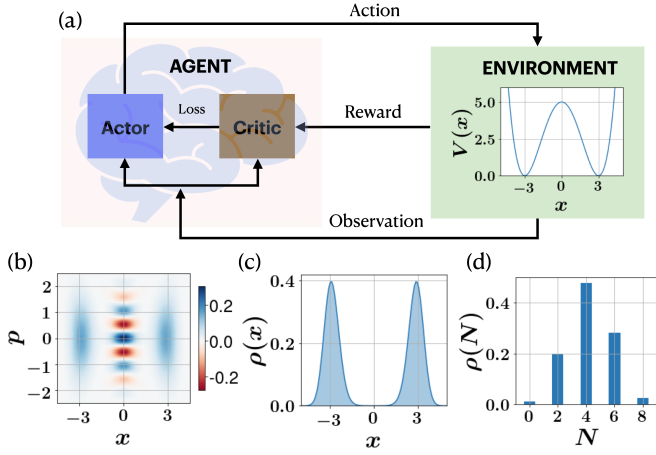 (a)
Action
AGENT
Actor
Loss
Critic
Reward
Observation
ENVIRONMENT
V(x)
5.0
2.5
0.0
−3 0 3
x
(b)
p
2
1
0
−1
−2
−3 0 3
x
0.2
0.0
-0.2
(c)
ρ(x)
0.4
0.2
0.0
−3 0 3
x
(d)
ρ(N)
0.4
0.2
0.0
0 2 4 6 8
N